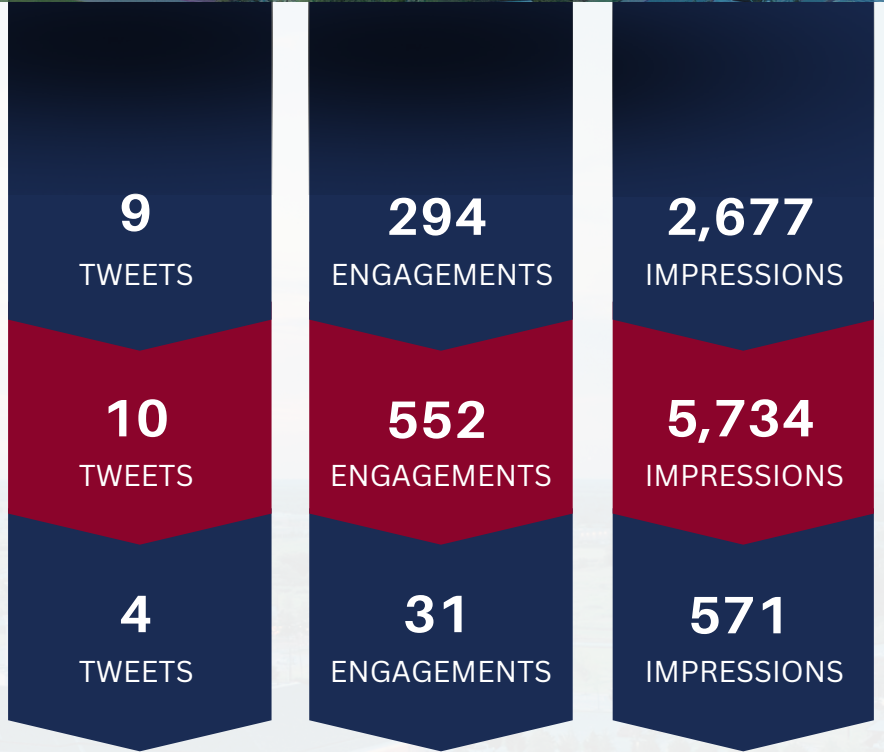 9
TWEETS
294
ENGAGEMENTS
2,677
IMPRESSIONS
10
TWEETS
552
ENGAGEMENTS
5,734
IMPRESSIONS
4
TWEETS
31
ENGAGEMENTS
571
IMPRESSIONS